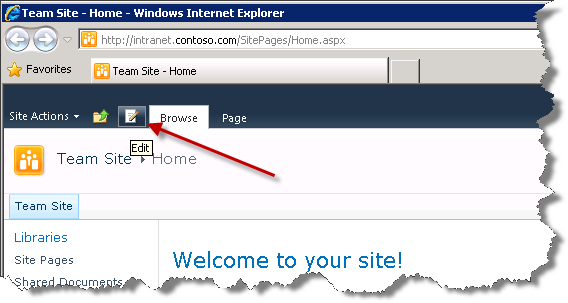 Team Site - Home - Windows Internet Explorer
http://intranet.contoso.com/SitePages/Home.aspx
Favorites Team Site - Home
Site Actions Browse Page
Edit
Team Site Home
Team Site
Libraries
Site Pages
Welcome to your site!
Shared Documents